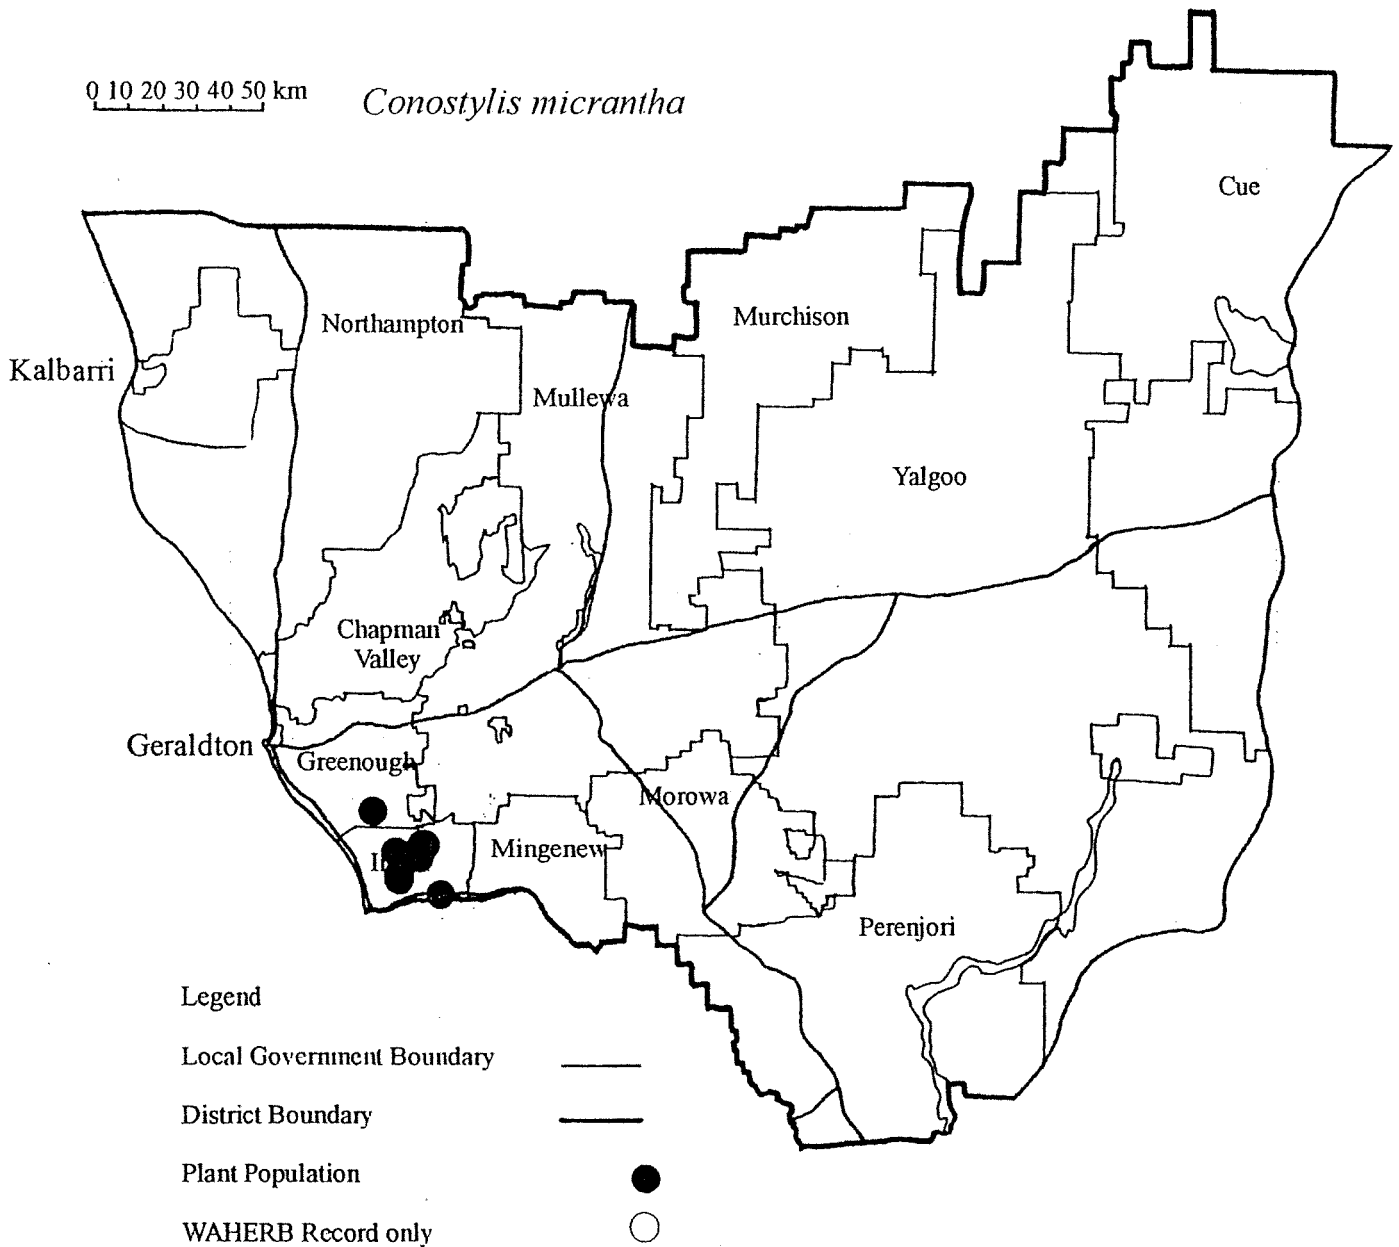 0 10 20 30 40 50 km
Conostylis micrantha
Cue
Northampton
Murchison
Kalbarri
Mullewa
Yalgoo
Chapman
Valley
Geraldton
Greenough
Morowa
Mingenew
Perenjori
Legend
Local Government Boundary
District Boundary
Plant Population
WAHERB Record only